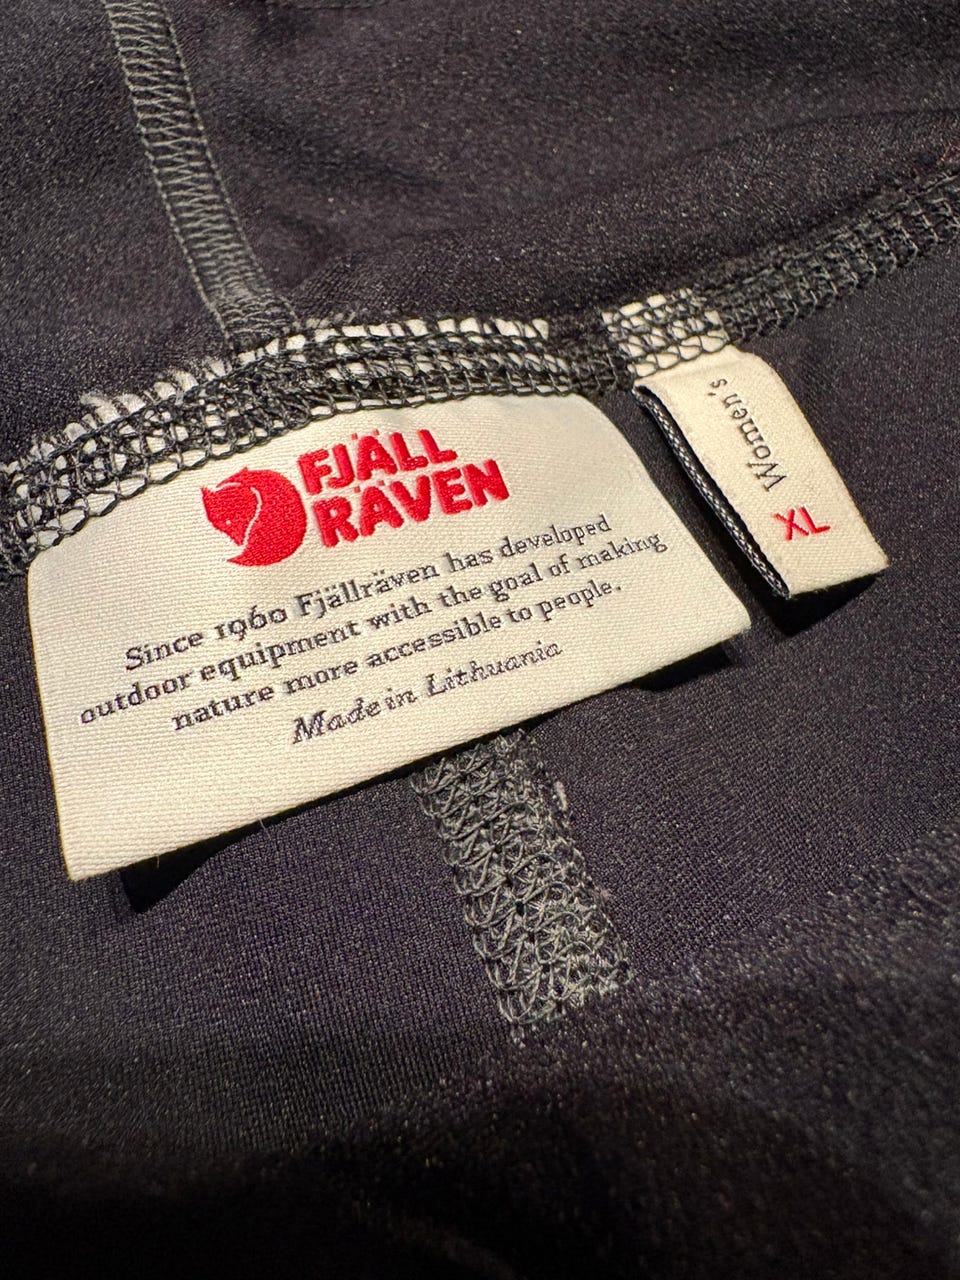 FJÄLL
RÄVEN
Since 1960 Fjällräven has developed
outdoor equipment with the goal of making
nature more accessible to people.
Made in Lithuania
Women's
XL